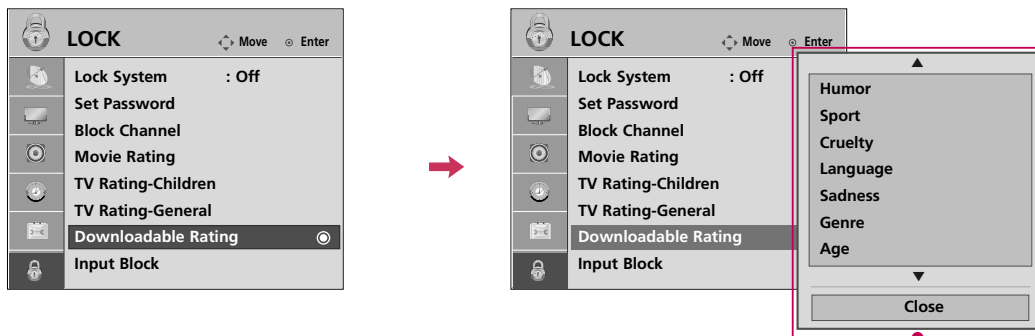 LOCK
Move
Enter
Lock System : Off
Set Password
Block Channel
Movie Rating
TV Rating-Children
TV Rating-General
Downloadable Rating
Input Block
LOCK
Move
Enter
Lock System : Off
Set Password
Block Channel
Movie Rating
TV Rating-Children
TV Rating-General
Downloadable Rating
Input Block
Humor
Sport
Cruelty
Language
Sadness
Genre
Age
Close